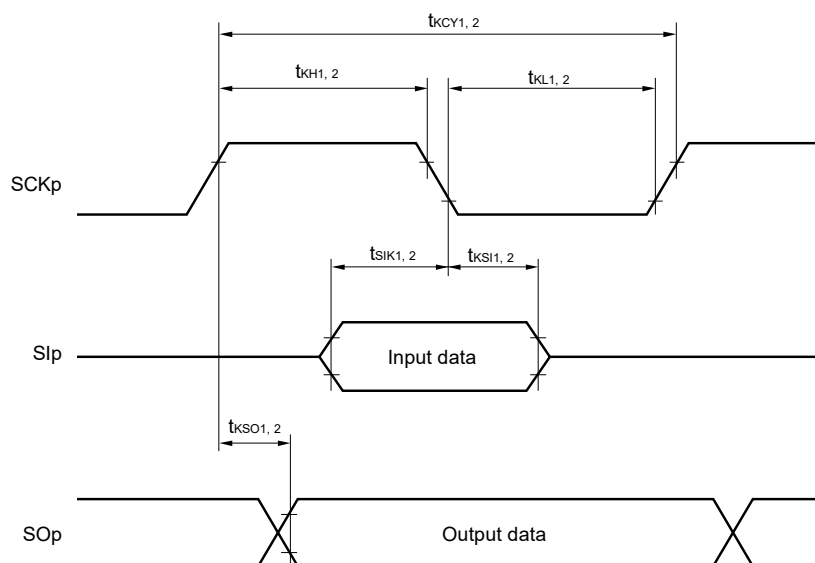 tKCY1, 2
tKH1, 2
tKL1, 2
SCKp
tSIK1, 2
tKSI1, 2
SIp
Input data
tKSO1, 2
SOp
Output data